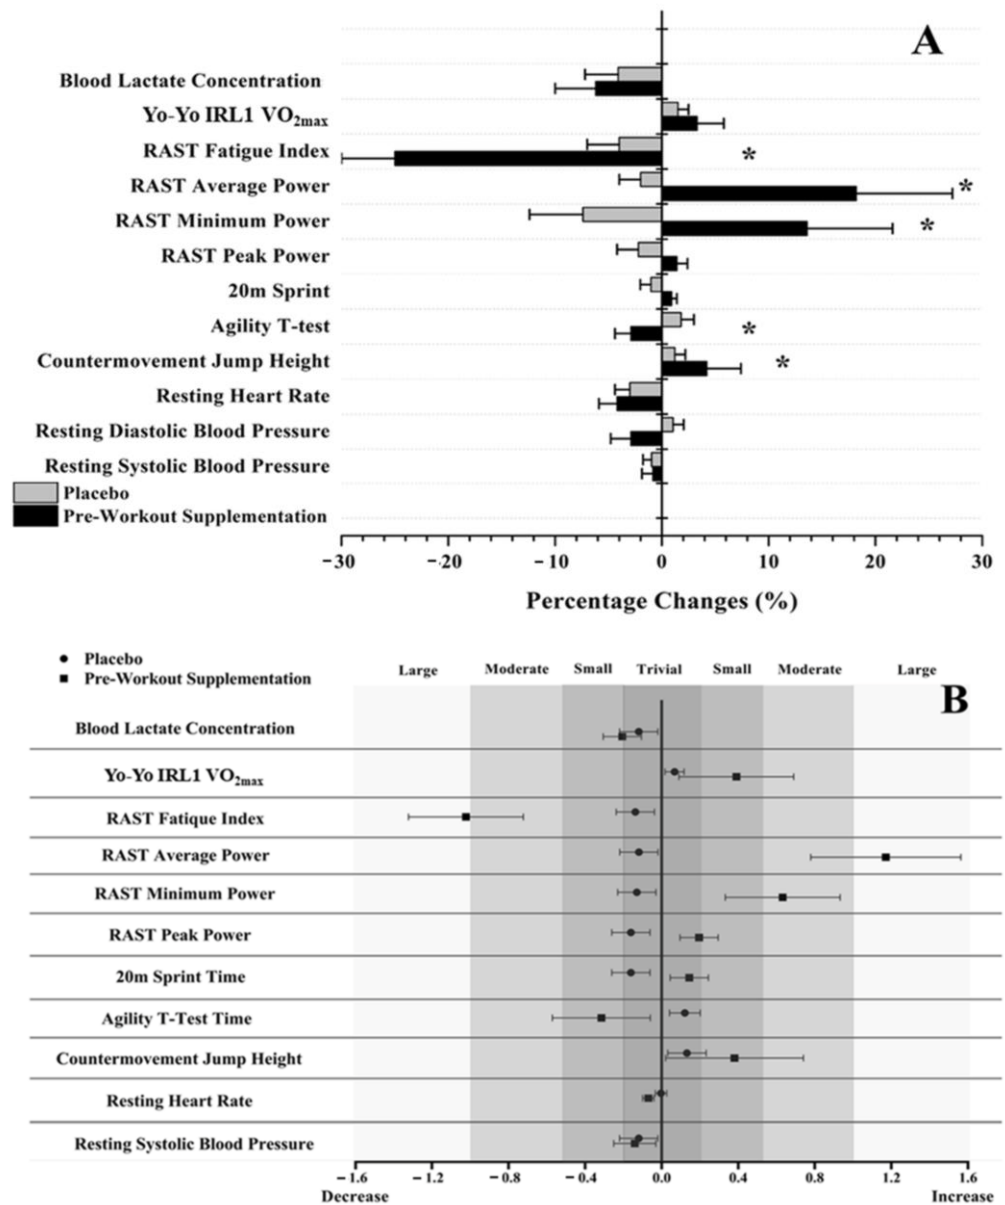 A
Blood Lactate Concentration
Yo-Yo IRL1 VO2max
RAST Fatigue Index
*
RAST Average Power
*
RAST Minimum Power
*
RAST Peak Power
20m Sprint
Agility T-test
*
Countermovement Jump Height
*
Resting Heart Rate
Resting Diastolic Blood Pressure
Resting Systolic Blood Pressure
Placebo
Pre-Workout Supplementation
−30 −20 −10 0 10 20 30
Percentage Changes (%)
Placebo
Pre-Workout Supplementation
Large Moderate Small Trivial Small Moderate Large
B
Blood Lactate Concentration
Yo-Yo IRL1 VO2max
RAST Fatique Index
RAST Average Power
RAST Minimum Power
RAST Peak Power
20m Sprint Time
Agility T-Test Time
Countermovement Jump Height
Resting Heart Rate
Resting Systolic Blood Pressure
−1.6 −1.2 −0.8 −0.4 0.0 0.4 0.8 1.2 1.6
Decrease Increase